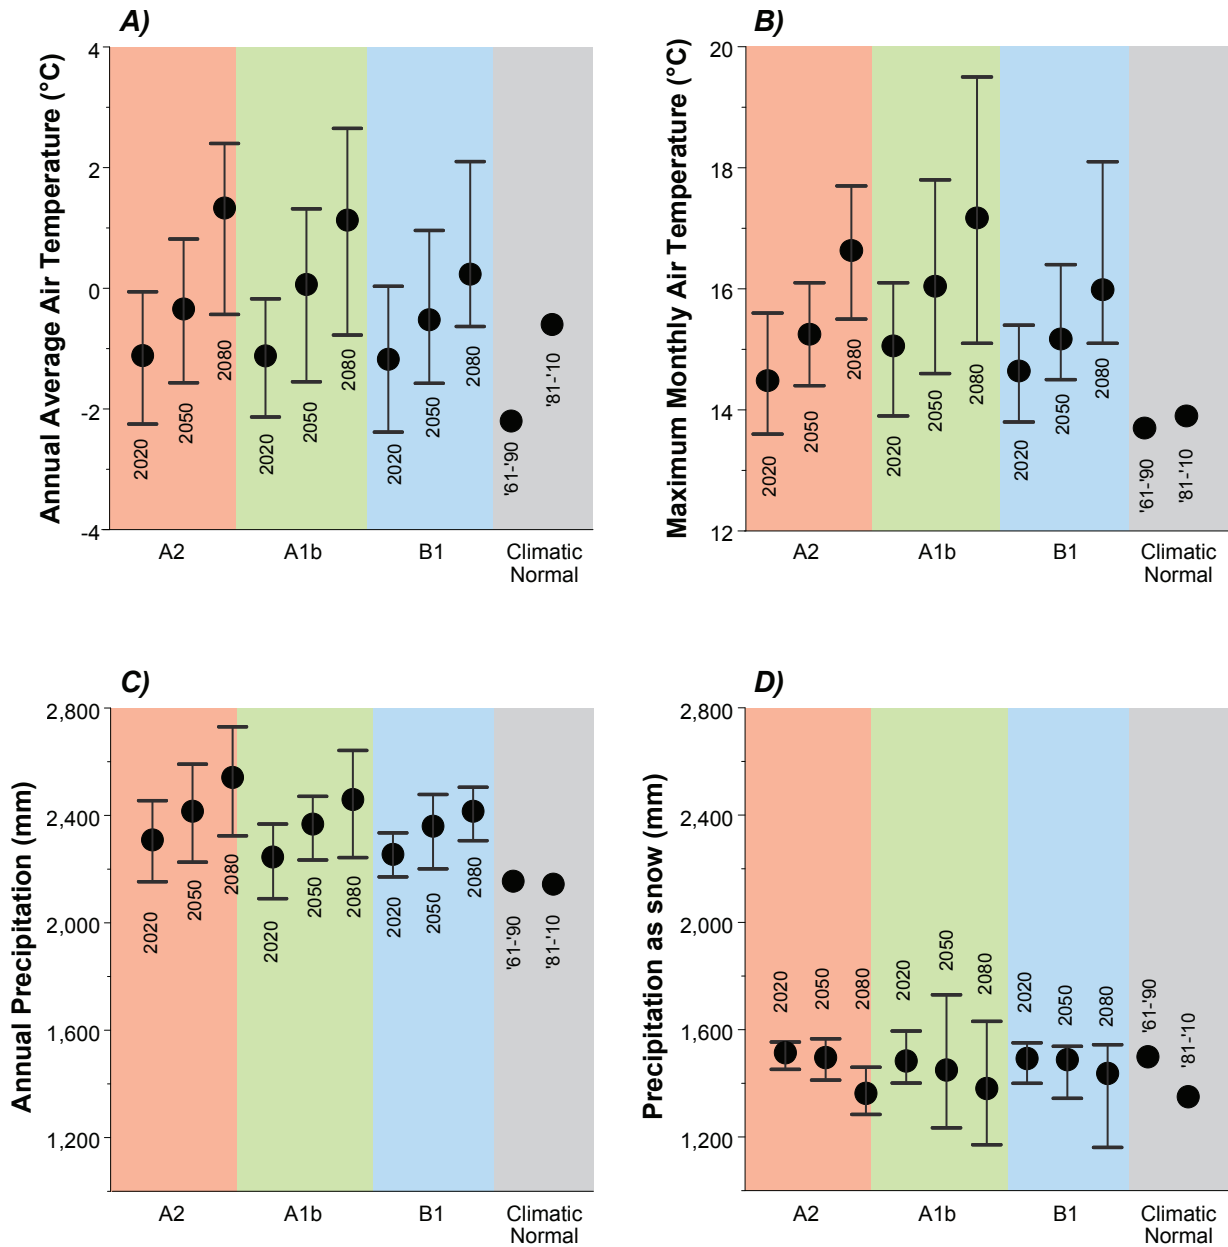 A)
Annual Average Air Temperature (°C)
4
2
0
-2
-4
2020
2050
2080
2020
2050
2080
2020
2050
2080
'61-'90
'81-'10
A2
A1b
B1
Climatic
Normal
B)
Maximum Monthly Air Temperature (°C)
20
18
16
14
12
2020
2050
2080
2020
2050
2080
2020
2050
2080
'61-'90
'81-'10
A2
A1b
B1
Climatic
Normal
C)
Annual Precipitation (mm)
2,800
2,400
2,000
1,600
1,200
2020
2050
2080
2020
2050
2080
2020
2050
2080
'61-'90
'81-'10
A2
A1b
B1
Climatic
Normal
D)
Precipitation as snow (mm)
2,800
2,400
2,000
1,600
1,200
2020
2050
2080
2020
2050
2080
2020
2050
2080
'61-'90
'81-'10
A2
A1b
B1
Climatic
Normal